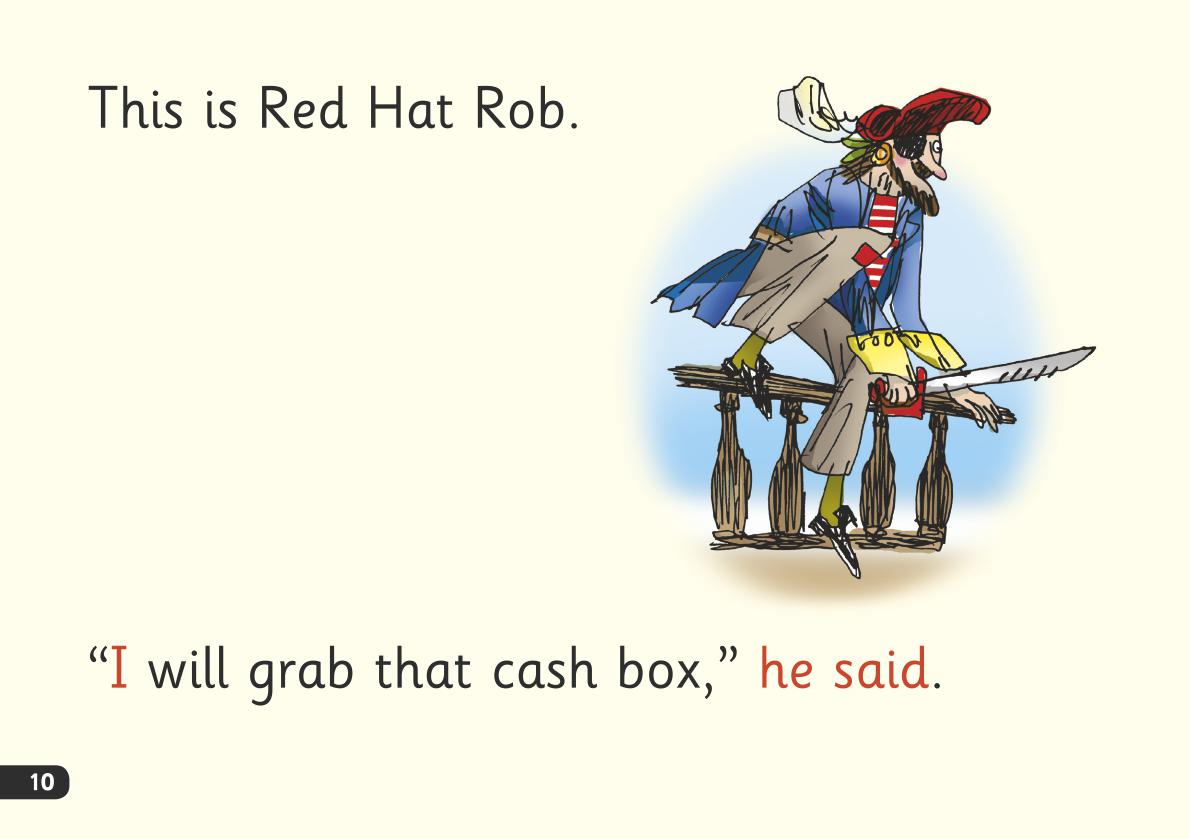 This is Red Hat Rob.
“I will grab that cash box,” he said.
10